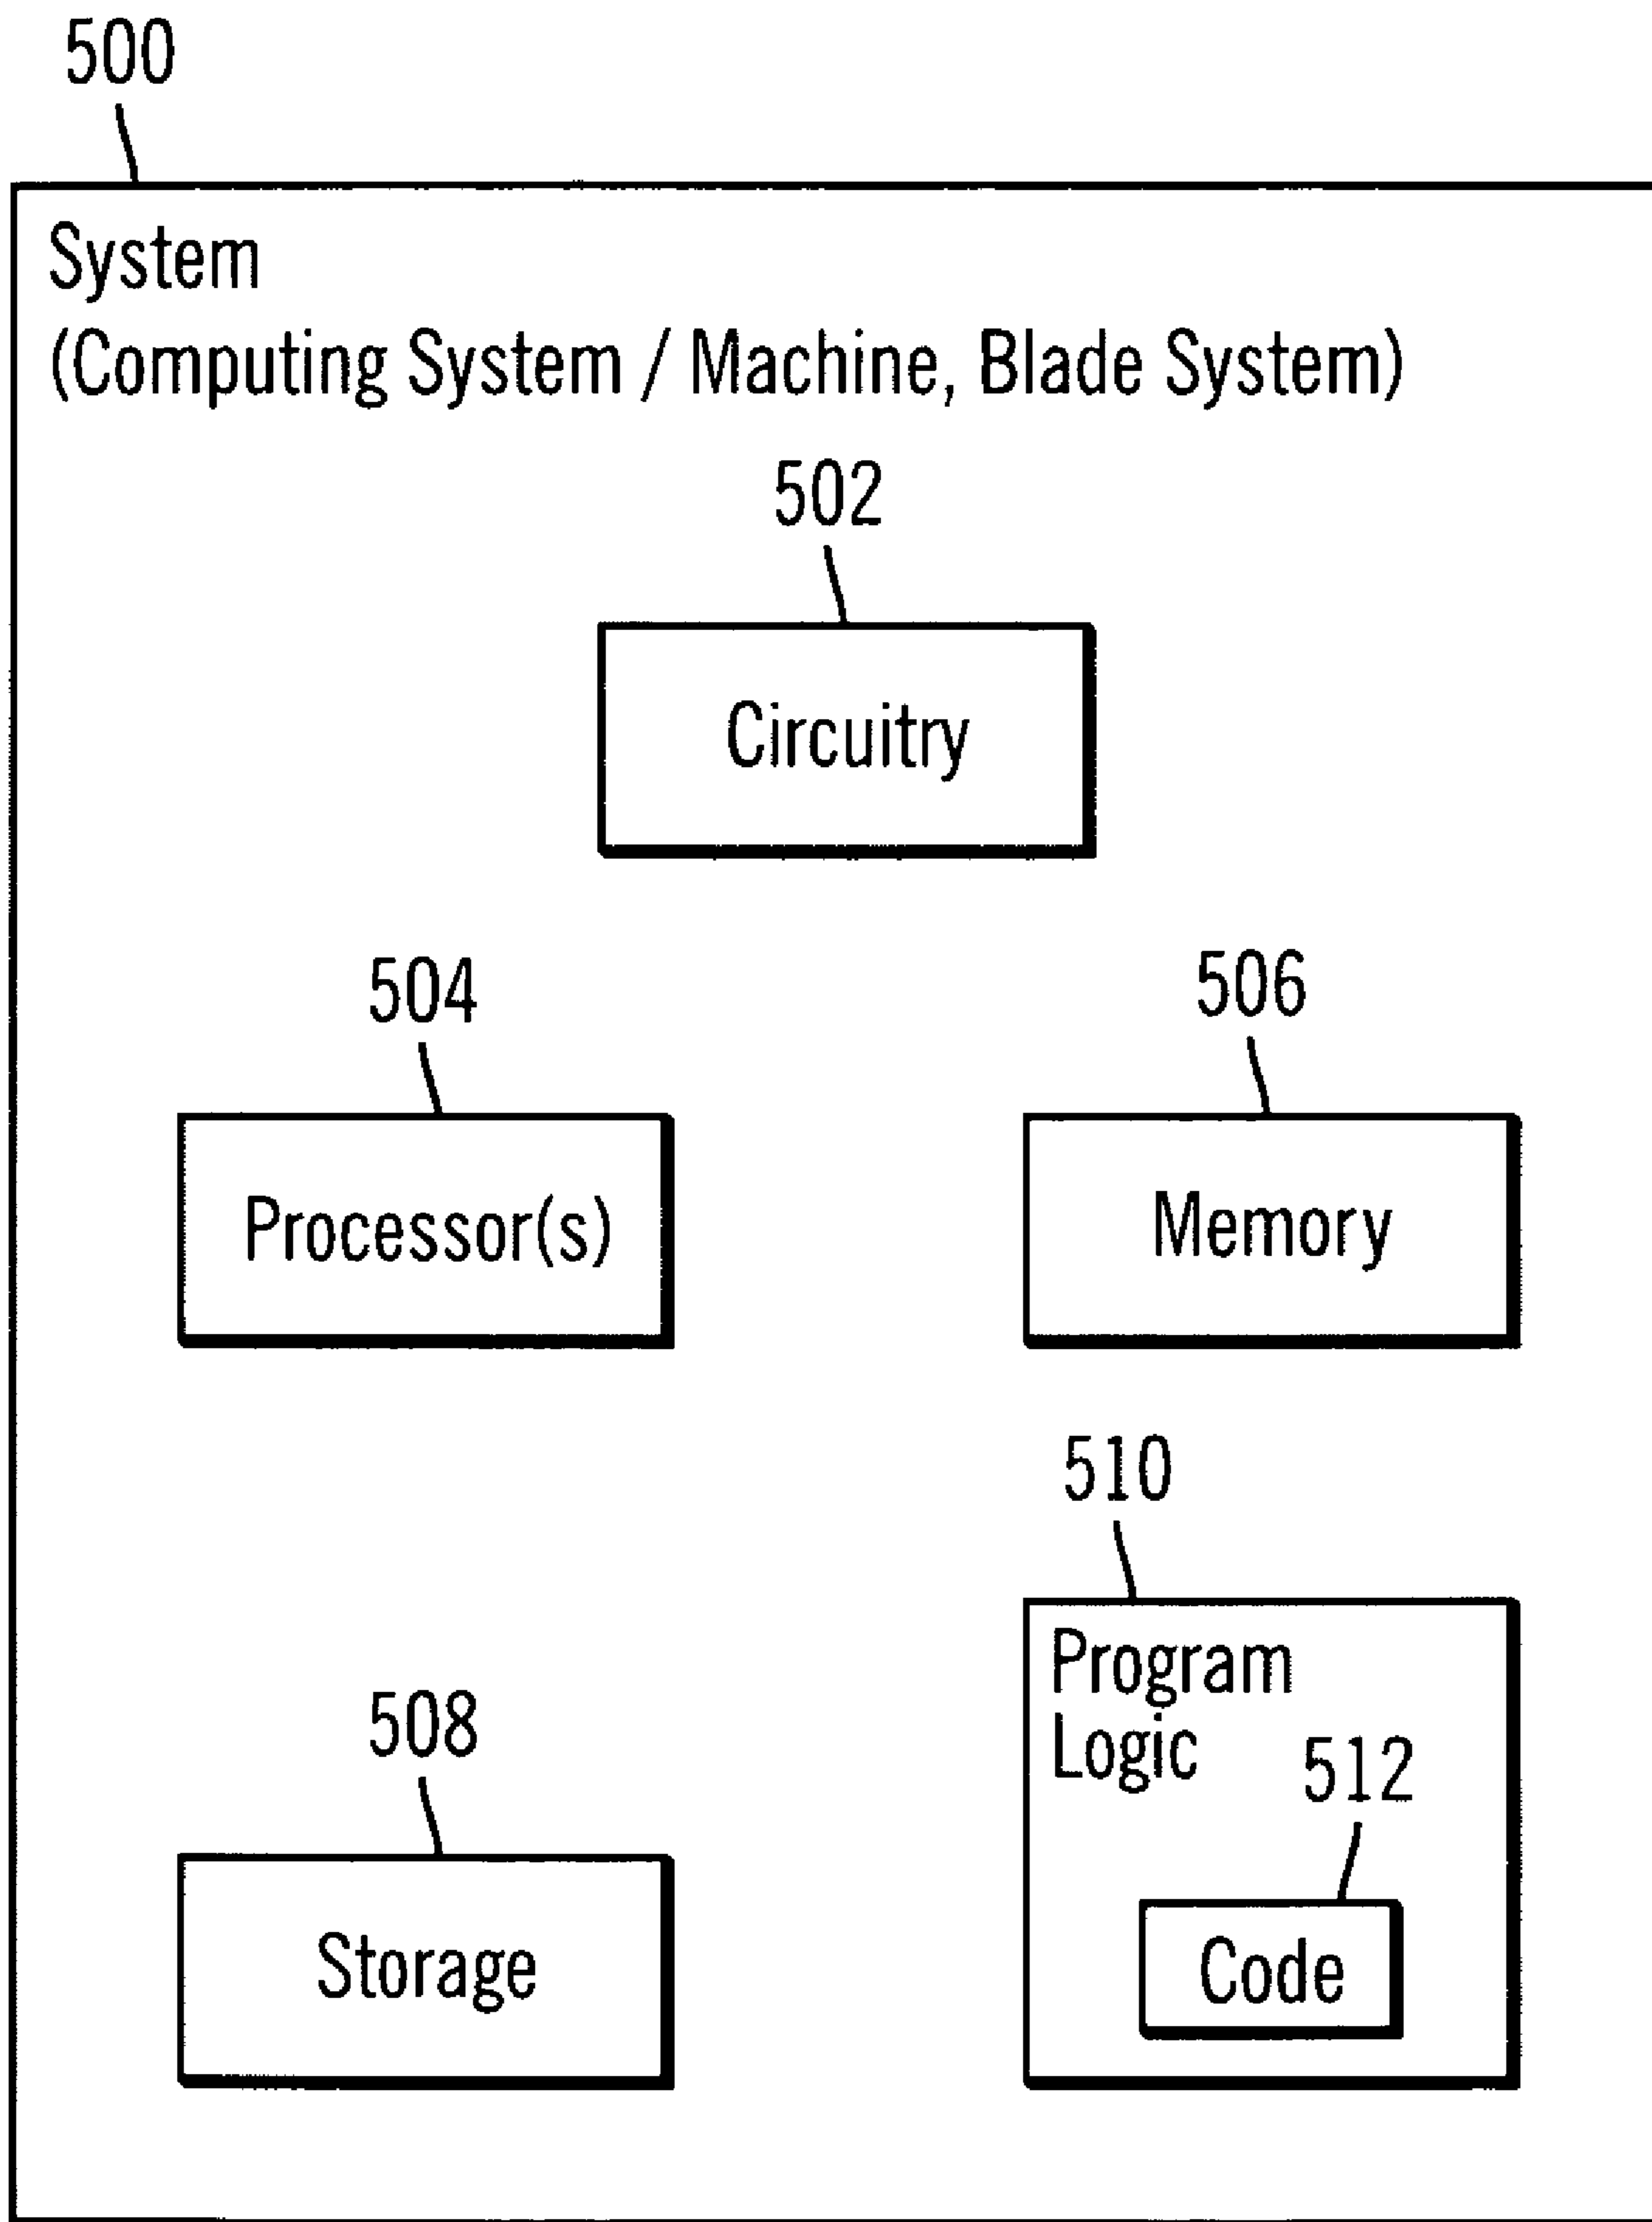 500
System
(Computing System / Machine, Blade System)
502
Circuitry
504
506
Processor(s)
Memory
510
Program
Logic
508
512
Storage
Code